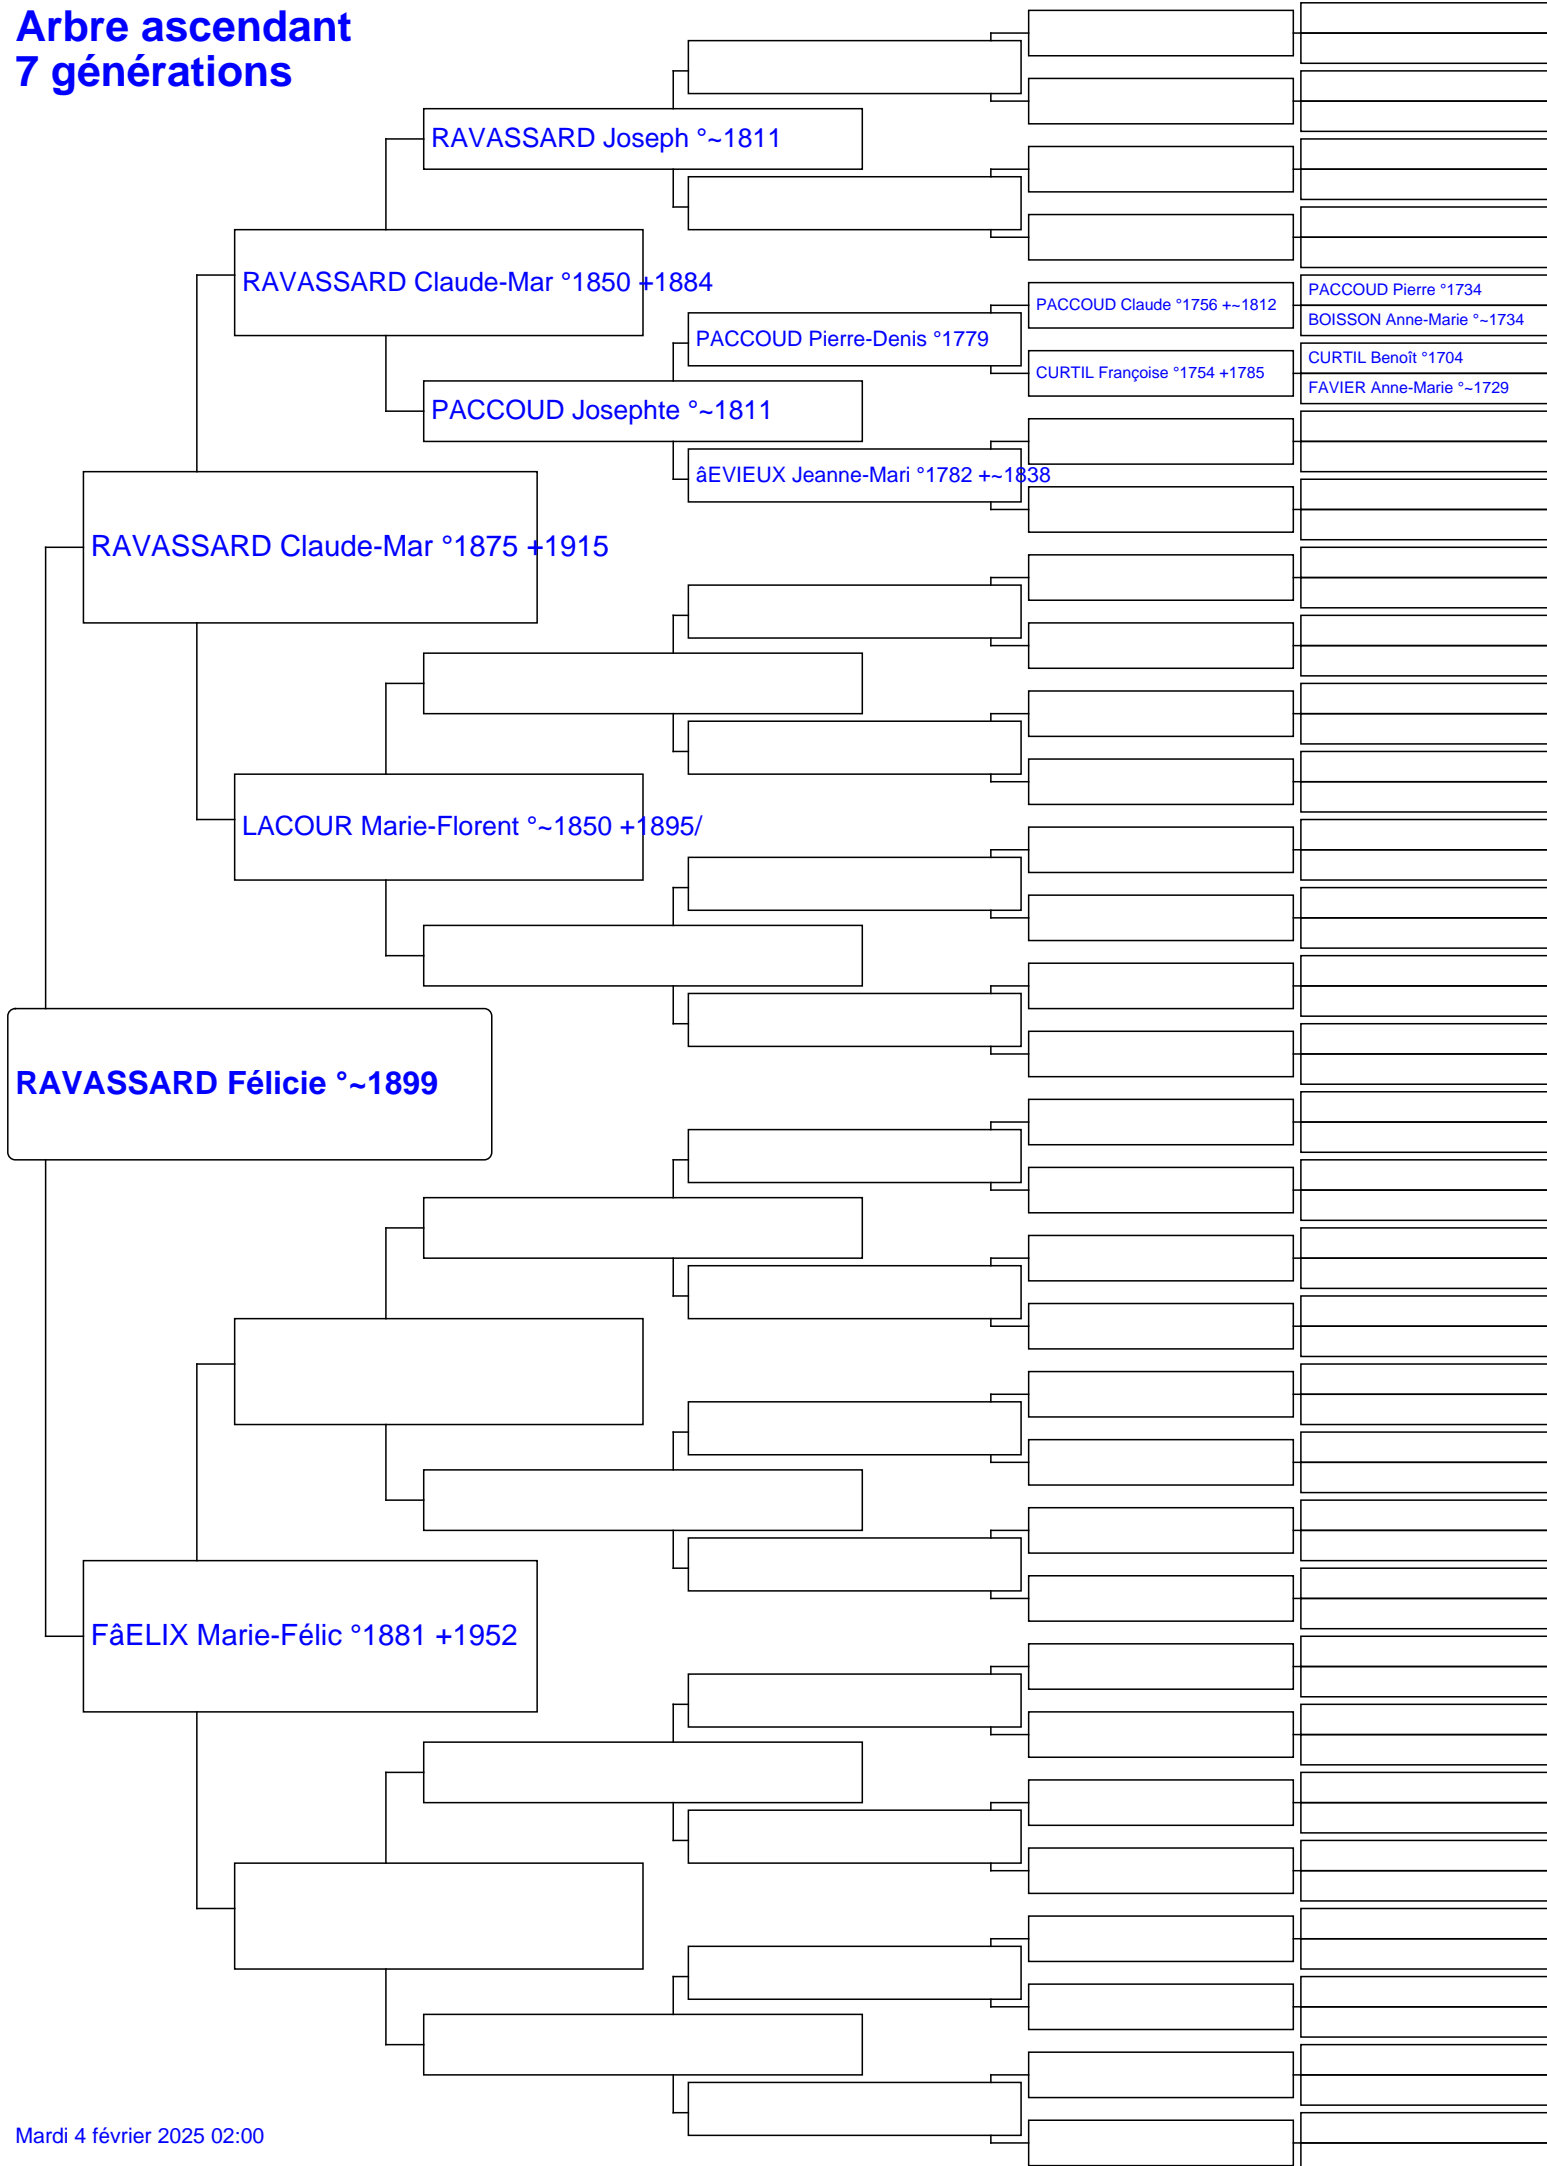 Arbre ascendant
7 générations
RAVASSARD Joseph °~1811
RAVASSARD Claude-Mar °1850 +1884
PACCOUD Claude °1756 +~1812
PACCOUD Pierre °1734
BOISSON Anne-Marie °~1734
PACCOUD Pierre-Denis °1779
CURTIL Françoise °1754 +1785
CURTIL Benoît °1704
FAVIER Anne-Marie °~1729
PACCOUD Josephte °~1811
âEVIEUX Jeanne-Mari °1782 +~1838
RAVASSARD Claude-Mar °1875 +1915
LACOUR Marie-Florent °~1850 +1895/
RAVASSARD Félicie °~1899
FâELIX Marie-Félic °1881 +1952
Mardi 4 février 2025 02:00